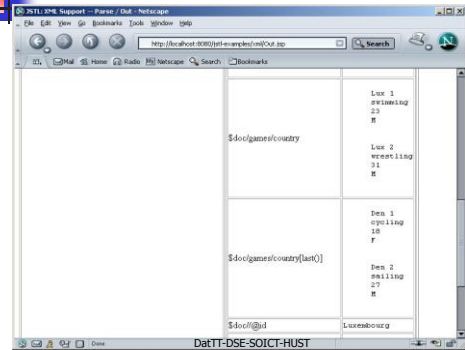 JSTL: XML Support -- Parse / Out - Netscape
File Edit View Go Bookmarks Tools Window Help
http://localhost:8080/jstl-examples/xml/Out.jsp
Search
Mail Home Radio Netscape Search Bookmarks
Lux 1
swimming
23
M
$doc/games/country
Lux 2
wrestling
31
M
Den 1
cycling
18
F
$doc/games/country[last()]
Den 2
sailing
27
M
$doc//@id Luxembourg
Done
DatTT-DSE-SOICT-HUST